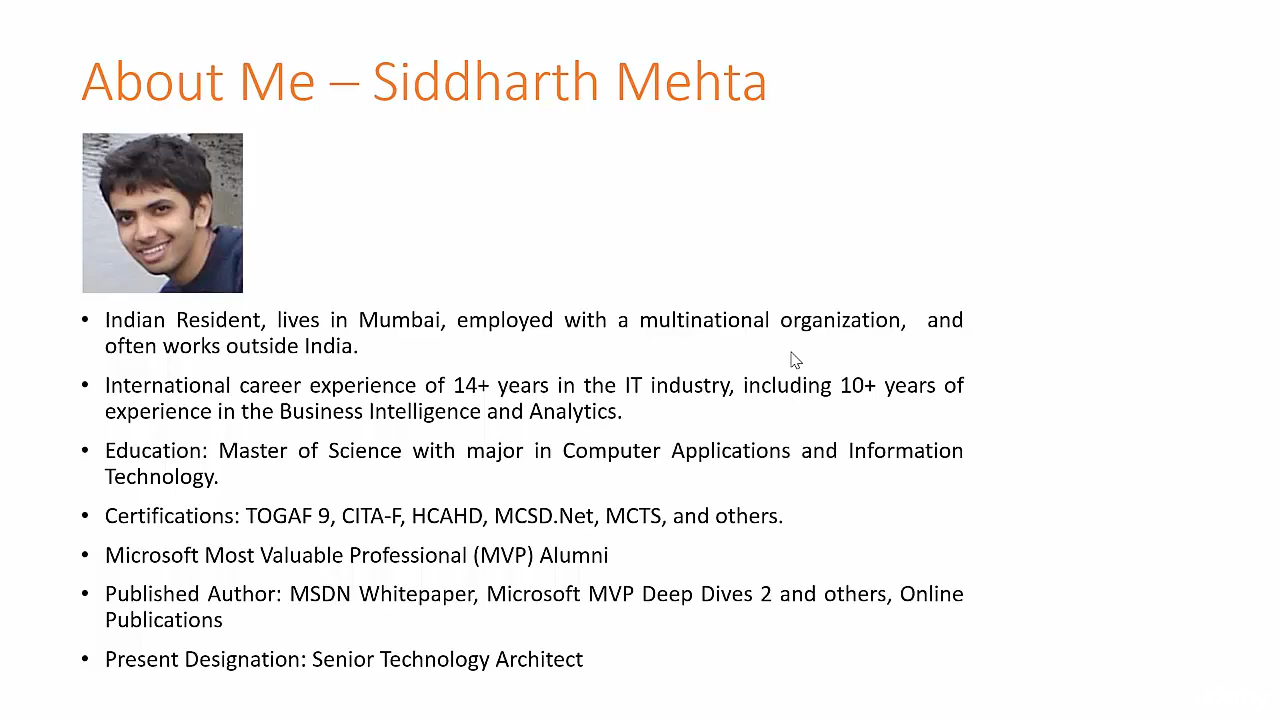 About Me – Siddharth Mehta
• Indian Resident, lives in Mumbai, employed with a multinational organization, and
often works outside India.
• International career experience of 14+ years in the IT industry, including 10+ years of
experience in the Business Intelligence and Analytics.
• Education: Master of Science with major in Computer Applications and Information
Technology.
• Certifications: TOGAF 9, CITA-F, HCAHD, MCSD.Net, MCTS, and others.
• Microsoft Most Valuable Professional (MVP) Alumni
• Published Author: MSDN Whitepaper, Microsoft MVP Deep Dives 2 and others, Online
Publications
• Present Designation: Senior Technology Architect